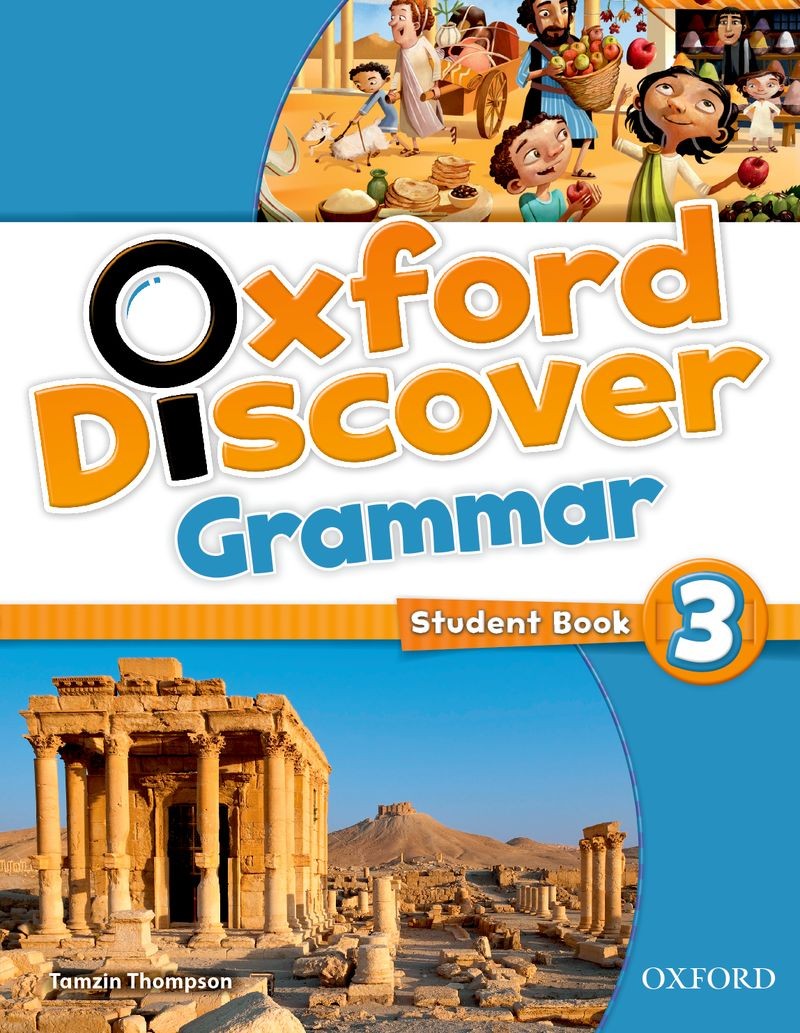 Oxford
Discover
Grammar
Student Book 3
Tamzin Thompson
OXFORD